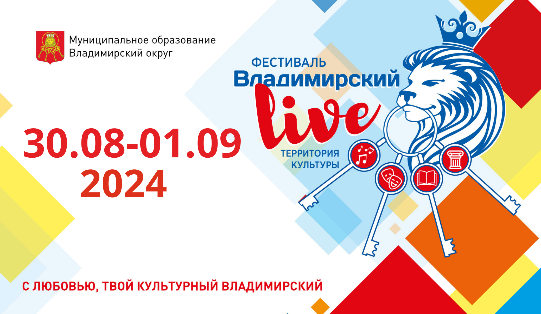 Муниципальное образование
Владимирский округ
ФЕСТИВАЛЬ
Владимирский
live
ТЕРРИТОРИЯ
КУЛЬТУРЫ
30.08-01.09
2024
С ЛЮБОВЬЮ, ТВОЙ КУЛЬТУРНЫЙ ВЛАДИМИРСКИЙ